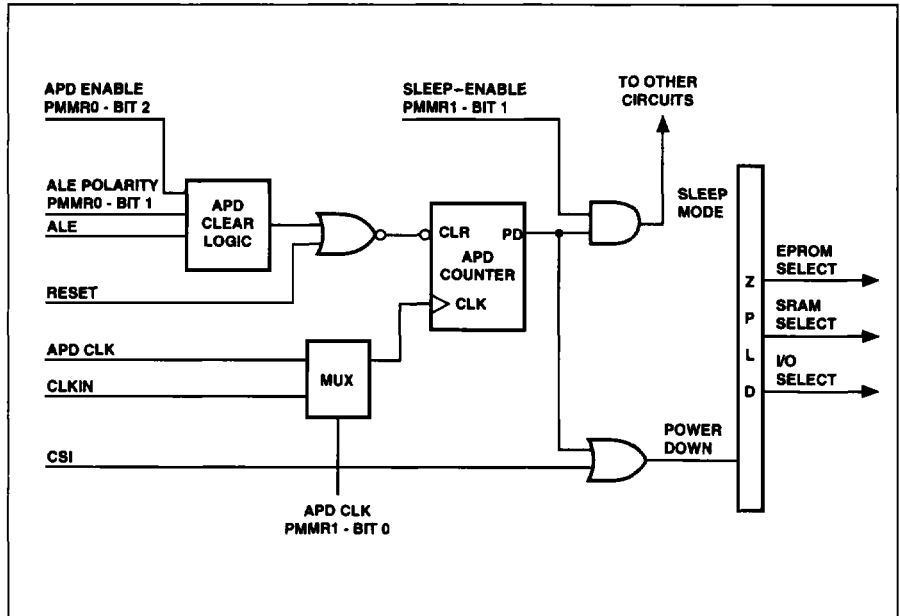 APD ENABLE
PMMR0 - BIT 2
SLEEP-ENABLE
PMMR1 - BIT 1
TO OTHER
CIRCUITS
ALE POLARITY
PMMR0 - BIT 1
ALE
APD
CLEAR
LOGIC
CLR
PD
APD
COUNTER
CLK
SLEEP
MODE
EPROM
SELECT
RESET
Z
P
L
D
SRAM
SELECT
APD CLK
CLKIN
MUX
I/O
SELECT
POWER
DOWN
CSI
APD CLK
PMMR1 - BIT 0